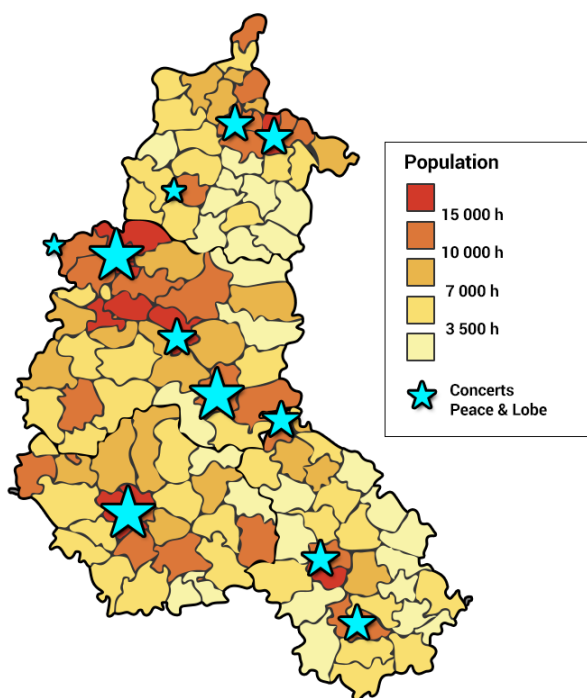 Population
15 000 h
10 000 h
7 000 h
3 500 h
Concerts
Peace & Lobe